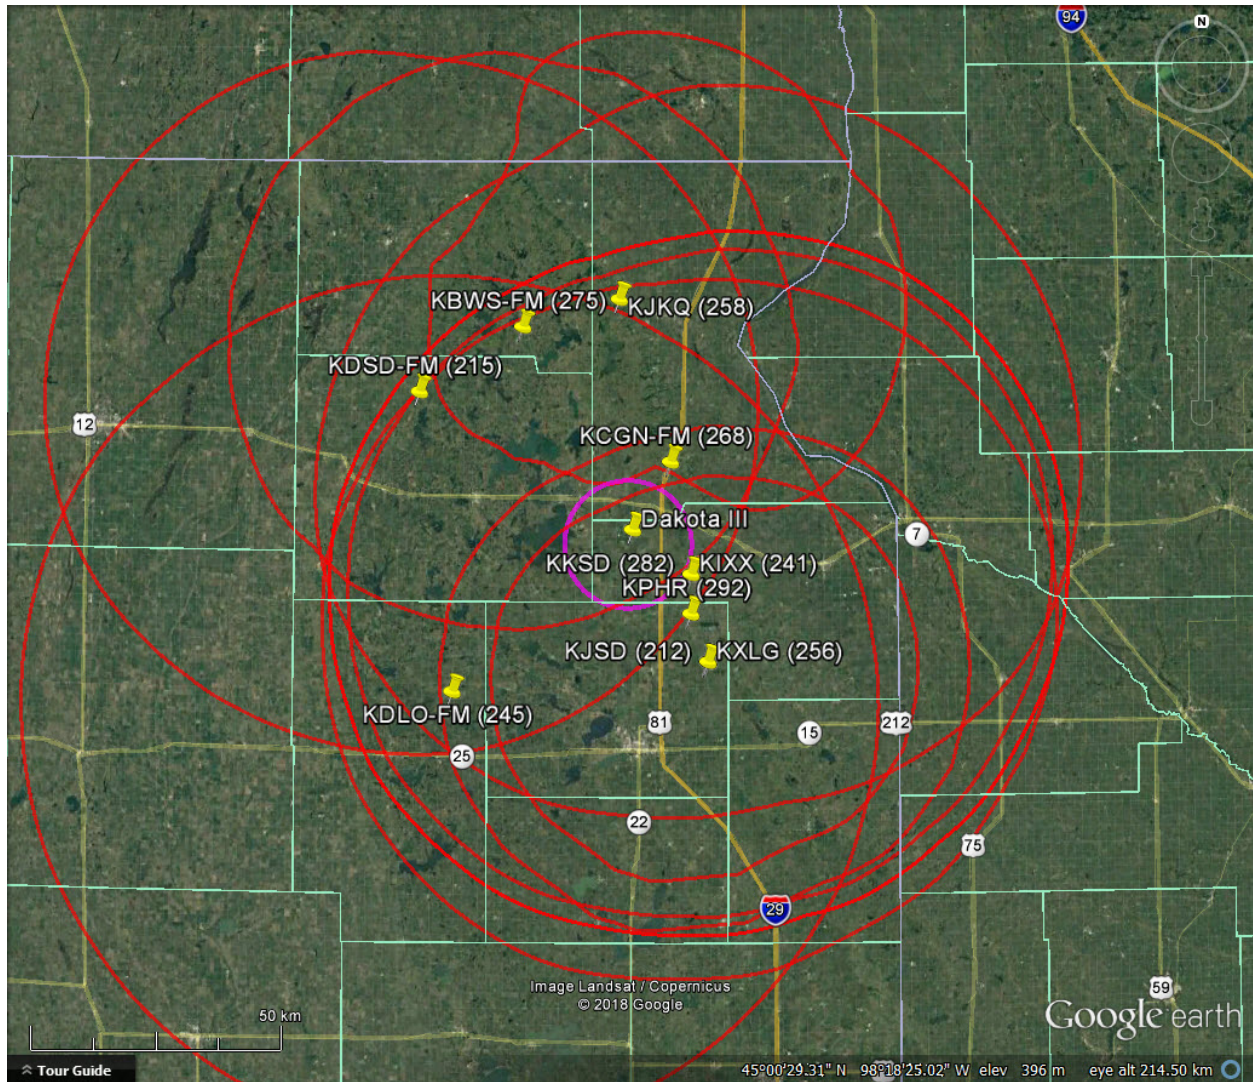 94
N
KBWS-FM (275)
KJKQ (258)
KDSD-FM (215)
12
KCGN-FM (268)
Dakota III
7
KKSD (282)
KIXX (241)
KPHR (292)
KJSD (212)
KXLG (256)
KDLO-FM (245)
81
212
15
25
22
75
29
Image Landsat / Copernicus
© 2018 Google
59
50 km
Google earth
Tour Guide
45°00'29.31" N 98°18'25.02" W elev 396 m eye alt 214.50 km